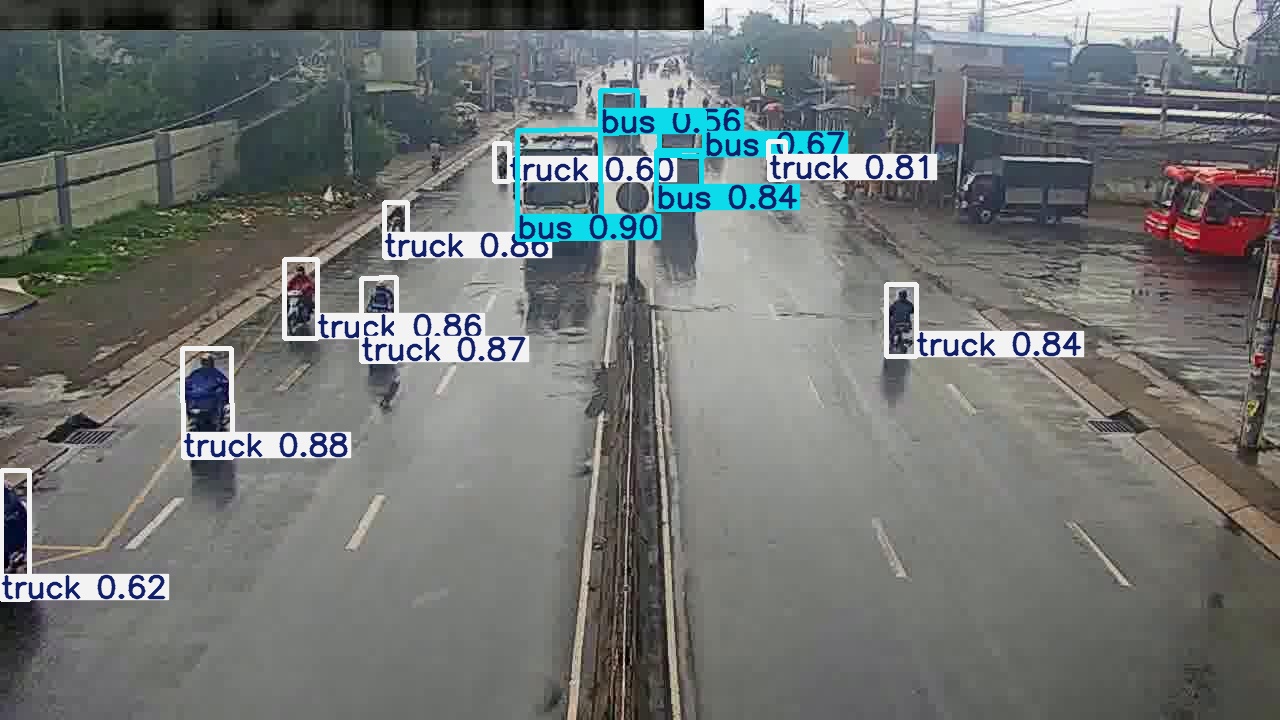 bus 0.56
bus 0.67
truck 0.60
truck 0.81
bus 0.84
bus 0.90
truck 0.86
truck 0.86
truck 0.87
truck 0.84
truck 0.88
truck 0.62